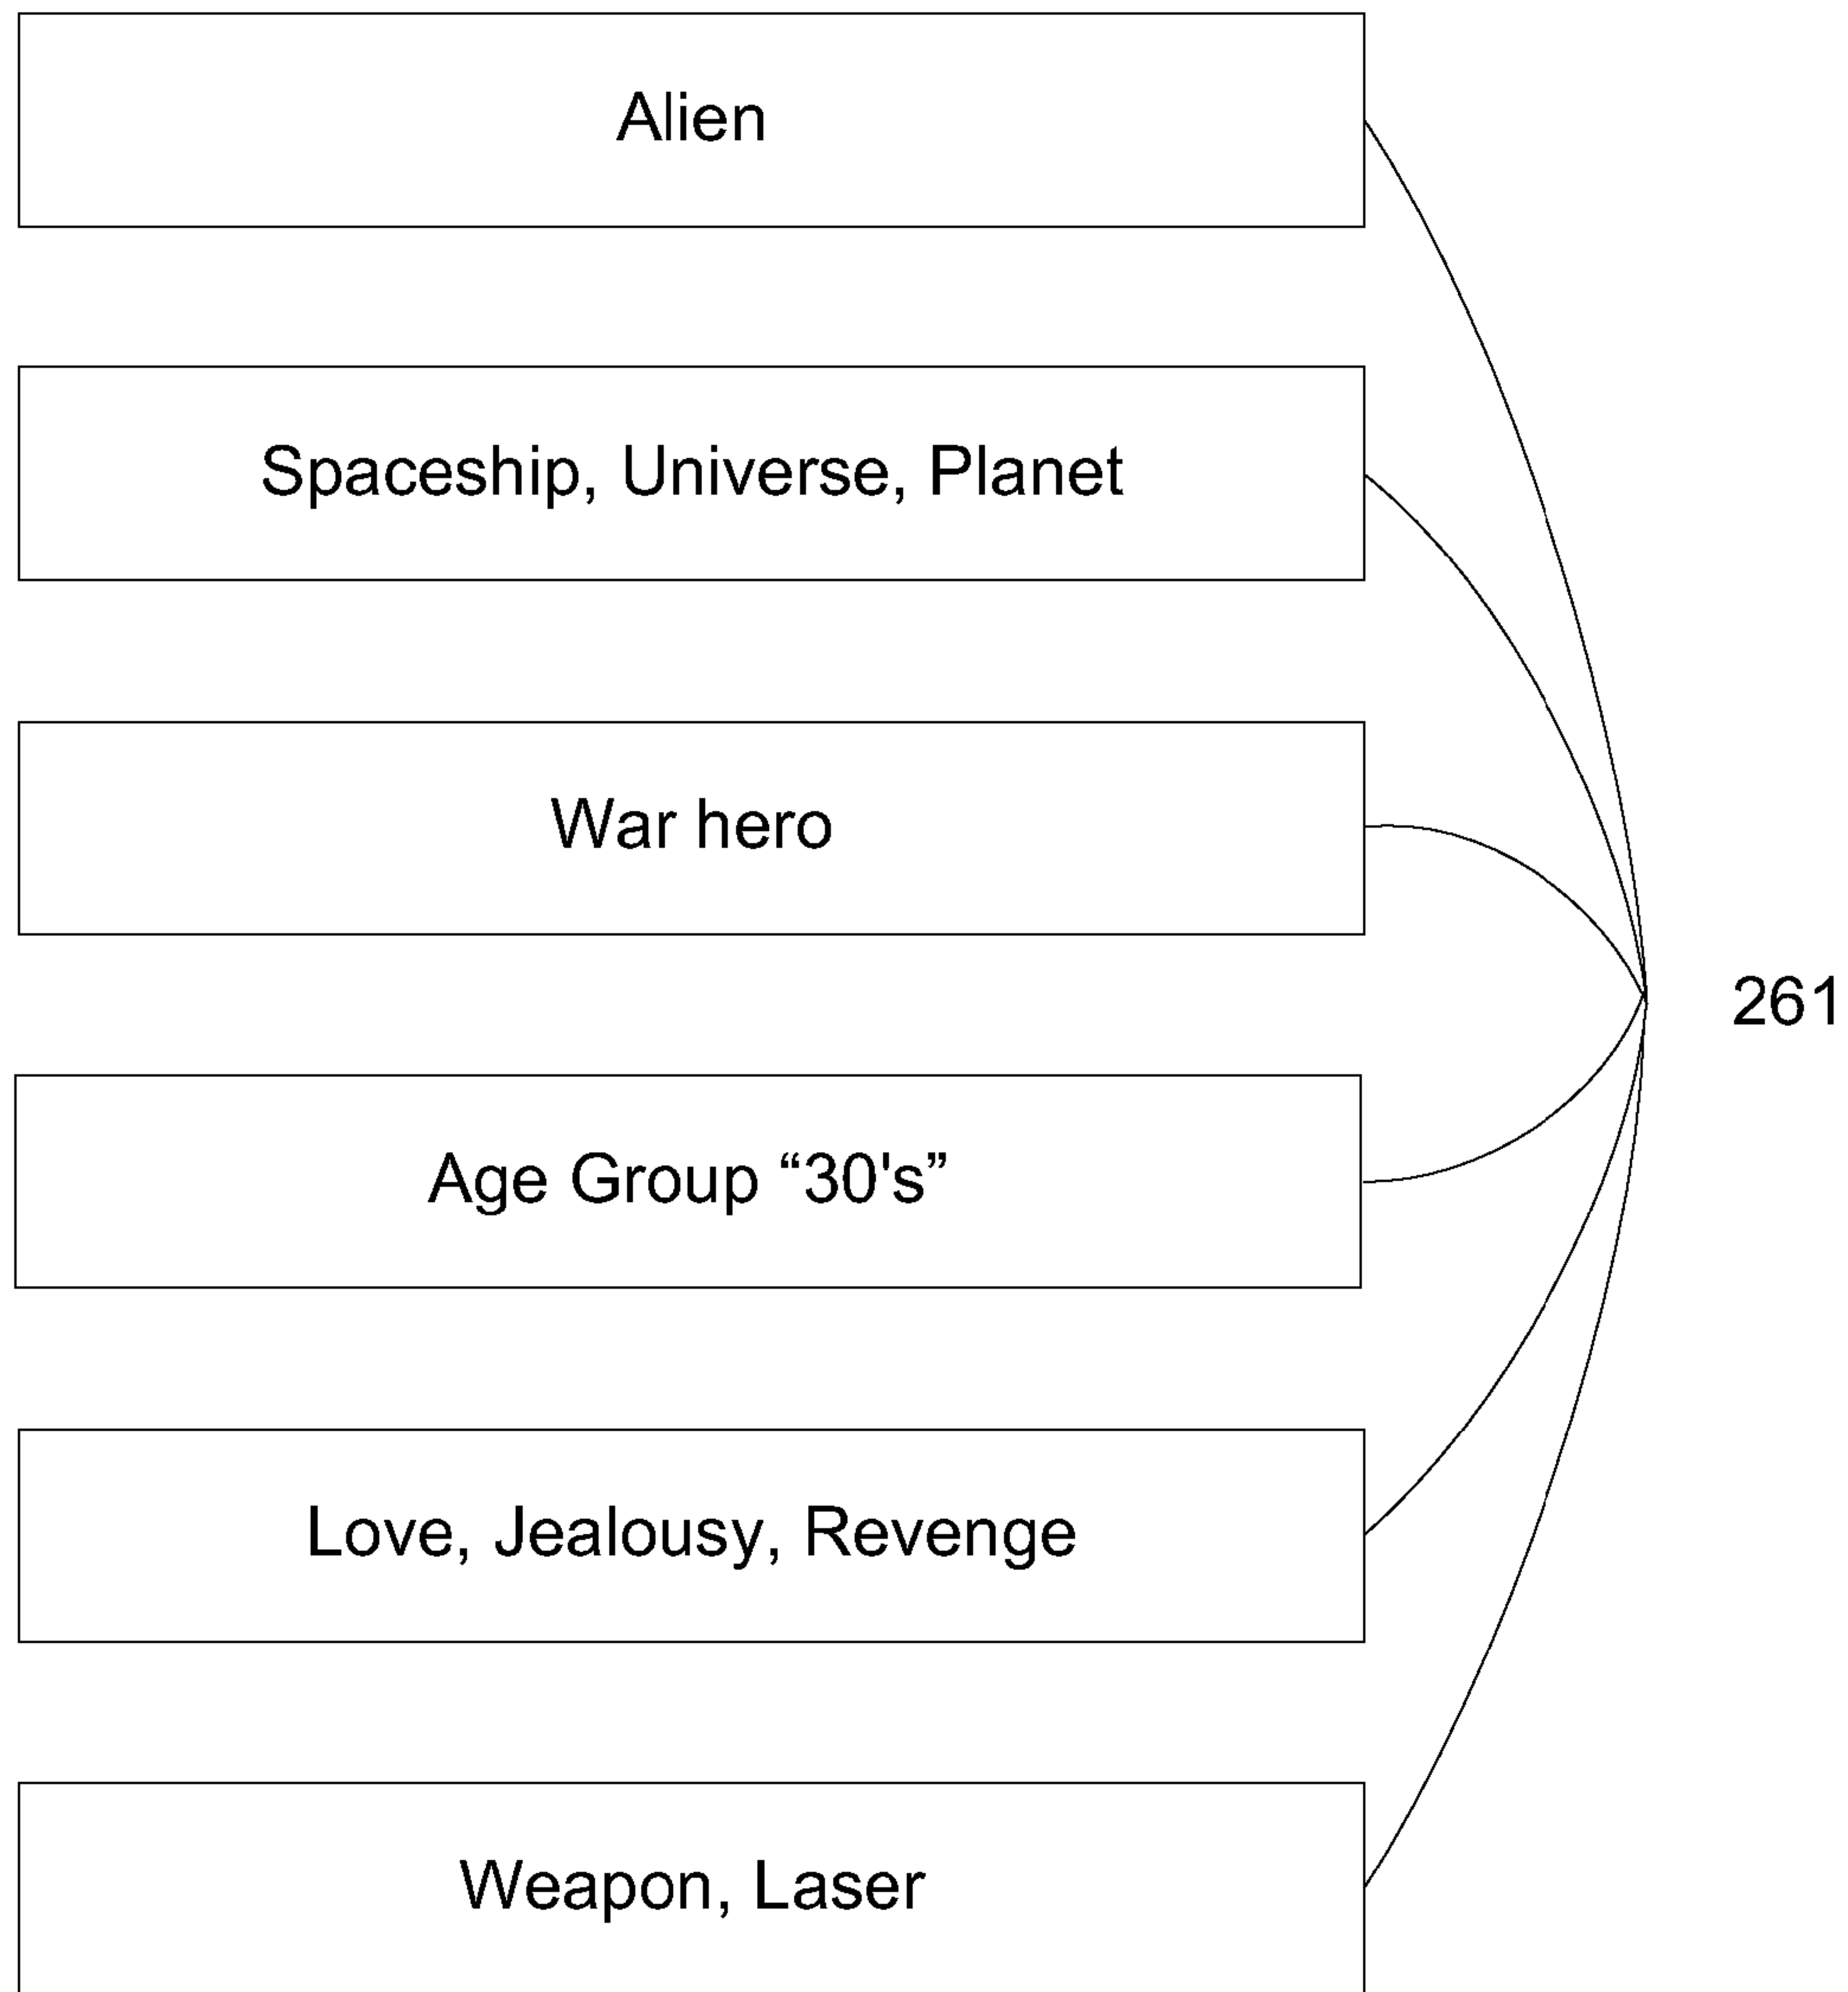 Alien
Spaceship, Universe, Planet
War hero
261
Age Group “30's”
Love, Jealousy, Revenge
Weapon, Laser